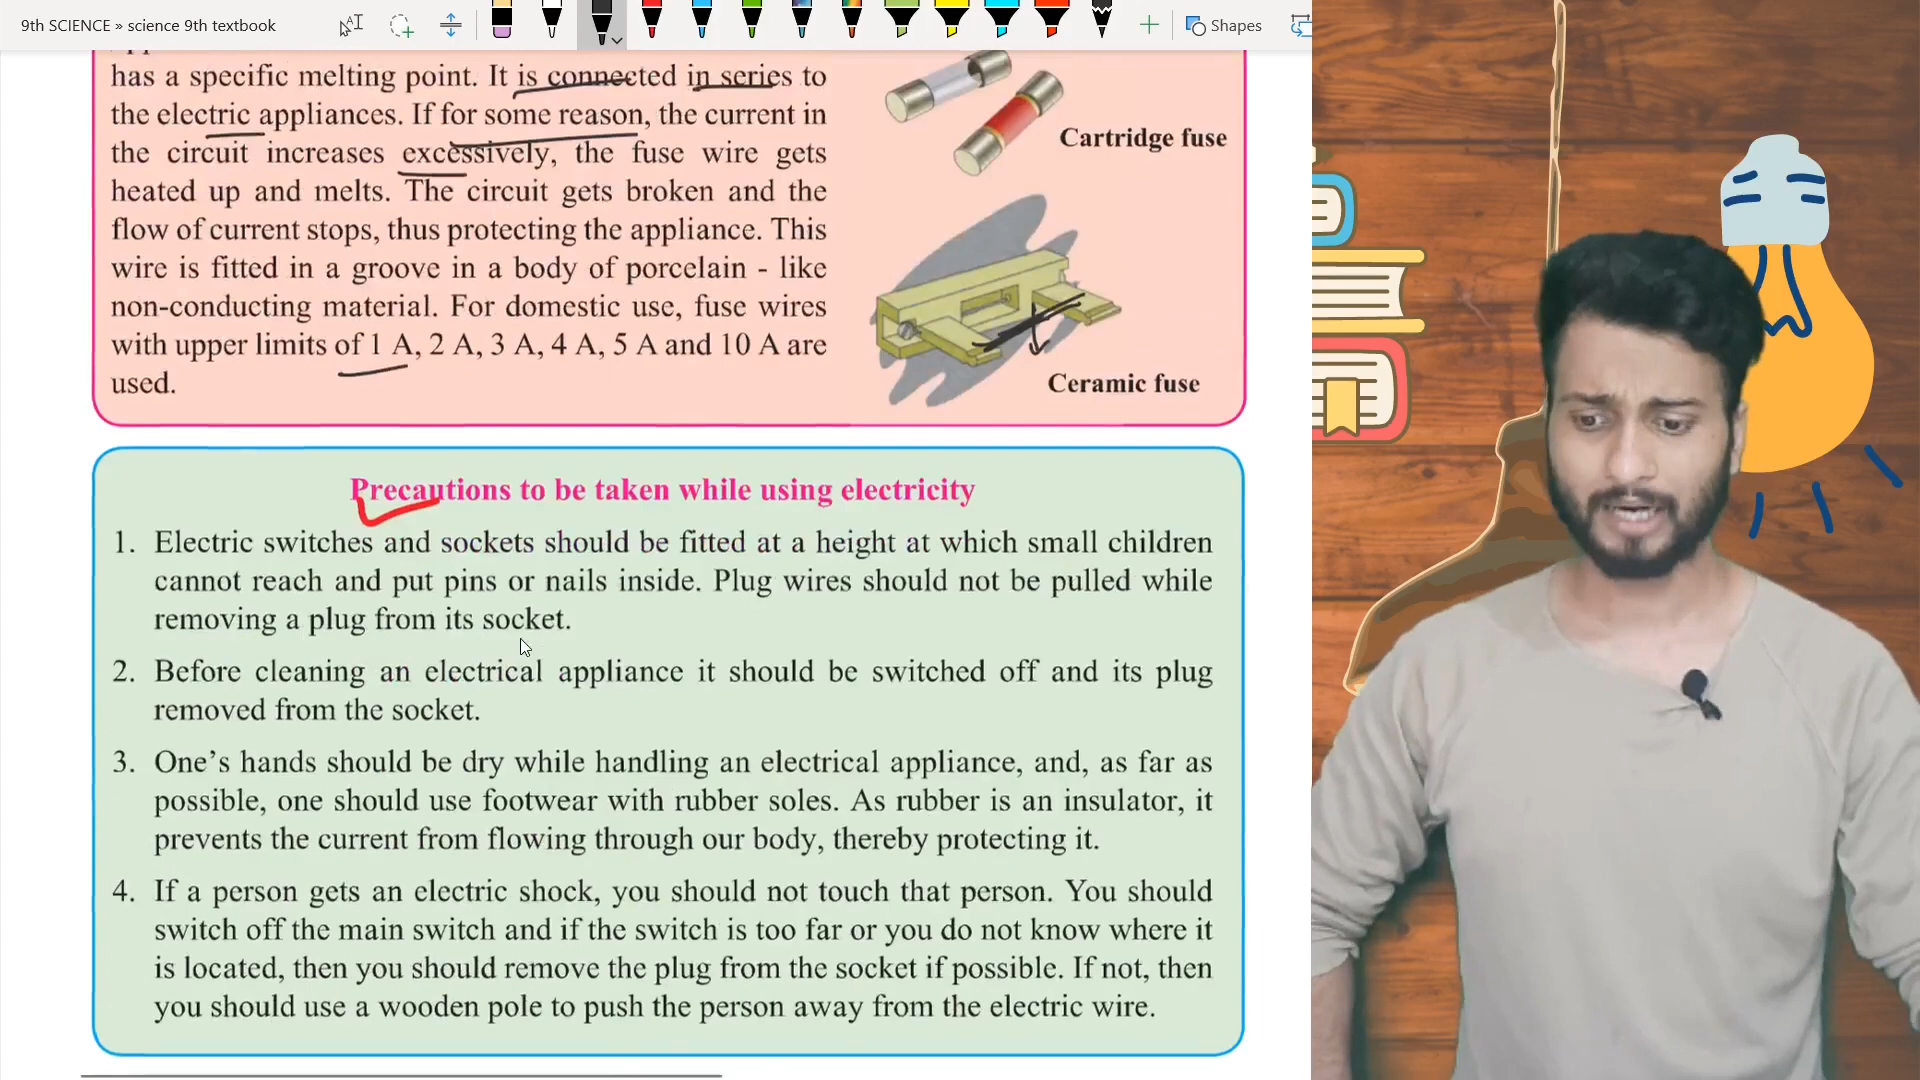 9th SCIENCE » science 9th textbook
Shapes
has a specific melting point. It is connected in series to
the electric appliances. If for some reason, the current in
the circuit increases excessively, the fuse wire gets
heated up and melts. The circuit gets broken and the
flow of current stops, thus protecting the appliance. This
wire is fitted in a groove in a body of porcelain - like
non-conducting material. For domestic use, fuse wires
with upper limits of 1 A, 2 A, 3 A, 4 A, 5 A and 10 A are
used.
Cartridge fuse
Ceramic fuse
Precautions to be taken while using electricity
1. Electric switches and sockets should be fitted at a height at which small children
cannot reach and put pins or nails inside. Plug wires should not be pulled while
removing a plug from its socket.
2. Before cleaning an electrical appliance it should be switched off and its plug
removed from the socket.
3. One’s hands should be dry while handling an electrical appliance, and, as far as
possible, one should use footwear with rubber soles. As rubber is an insulator, it
prevents the current from flowing through our body, thereby protecting it.
4. If a person gets an electric shock, you should not touch that person. You should
switch off the main switch and if the switch is too far or you do not know where it
is located, then you should remove the plug from the socket if possible. If not, then
you should use a wooden pole to push the person away from the electric wire.